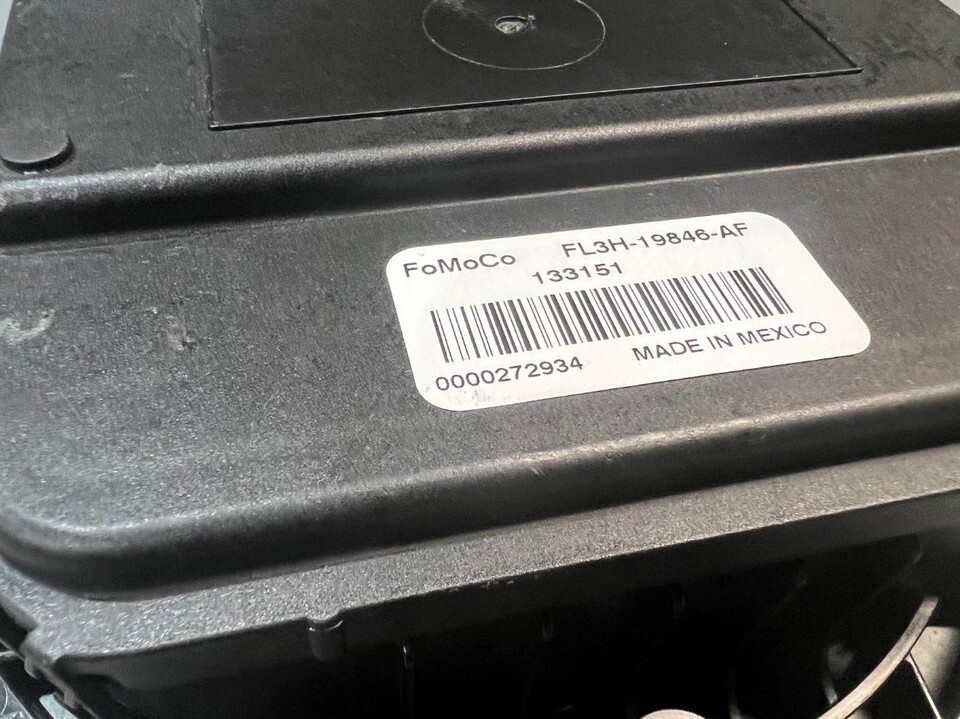 FoMoCo FL3H-19846-AF
133151
0000272934 MADE IN MEXICO